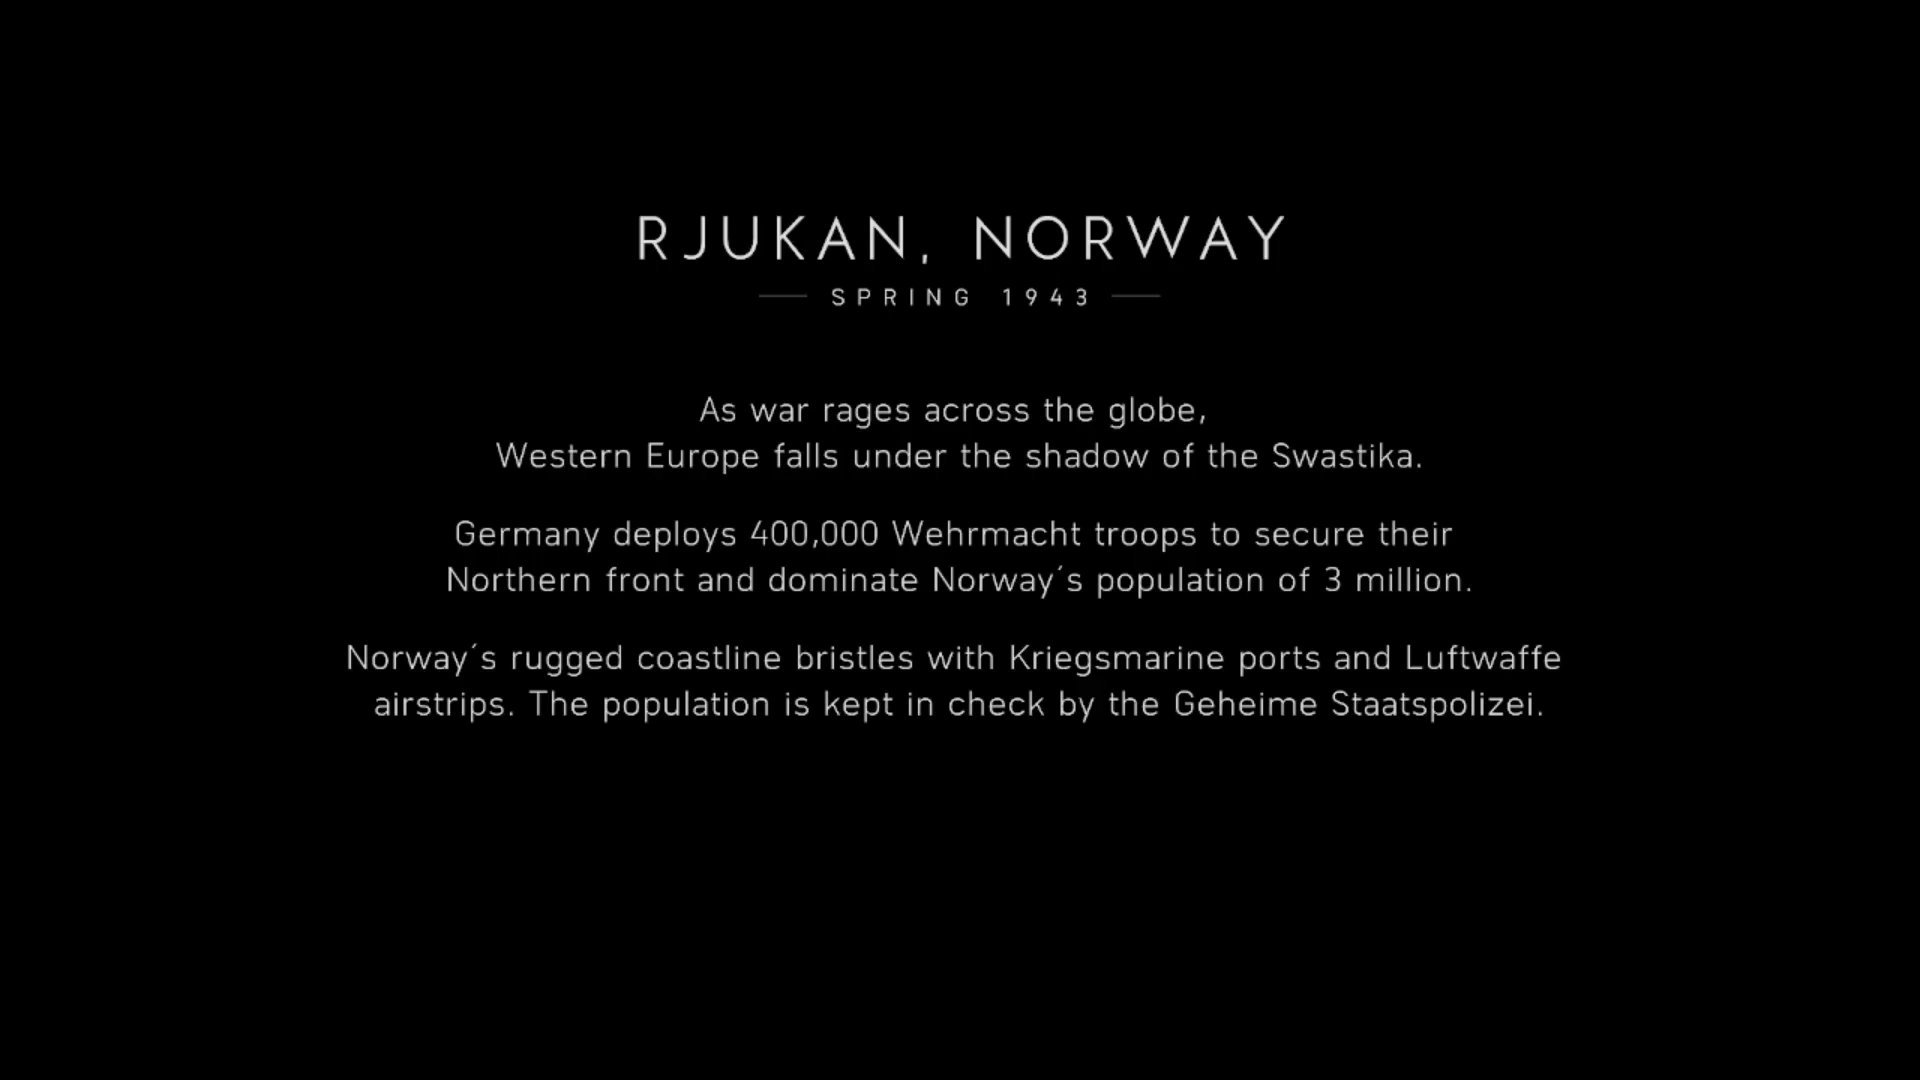 RJUKAN, NORWAY
SPRING 1943
As war rages across the globe,
Western Europe falls under the shadow of the Swastika.
Germany deploys 400,000 Wehrmacht troops to secure their
Northern front and dominate Norway´s population of 3 million.
Norway´s rugged coastline bristles with Kriegsmarine ports and Luftwaffe
airstrips. The population is kept in check by the Geheime Staatspolizei.